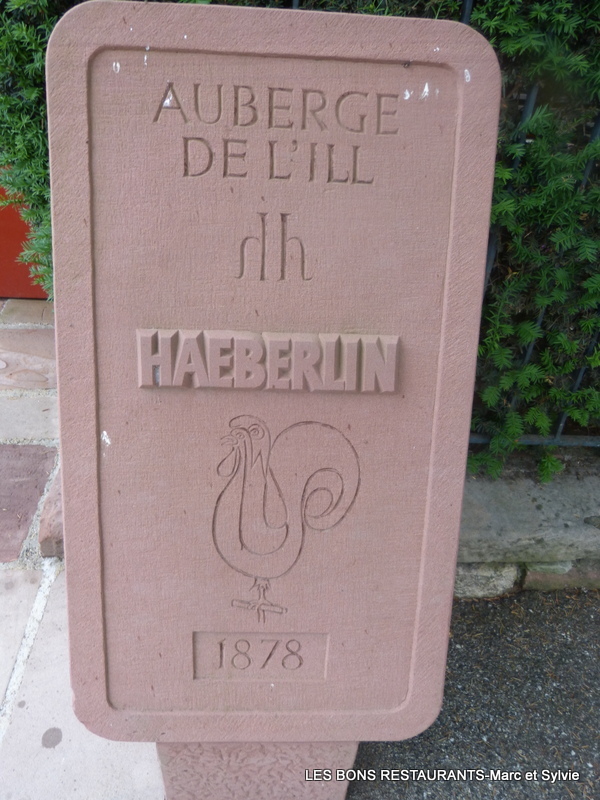 AUBERGE
DE L'ILL
HAEBERLIN
1878
LES BONS RESTAURANTS-Marc et Sylvie